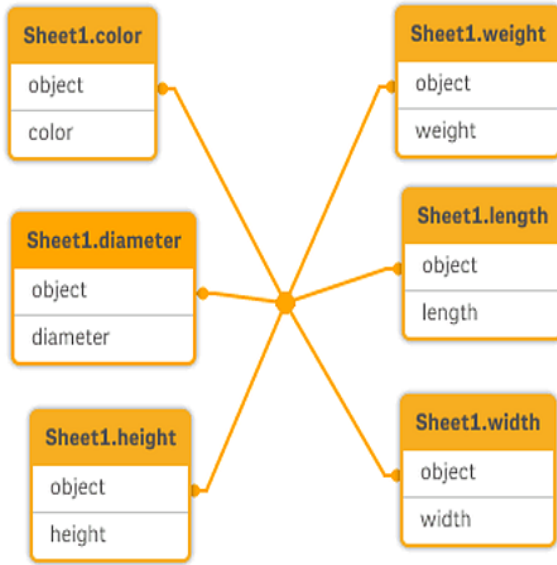 Sheet1.color
object
color
Sheet1.diameter
object
diameter
Sheet1.height
object
height
Sheet1.weight
object
weight
Sheet1.length
object
length
Sheet1.width
object
width